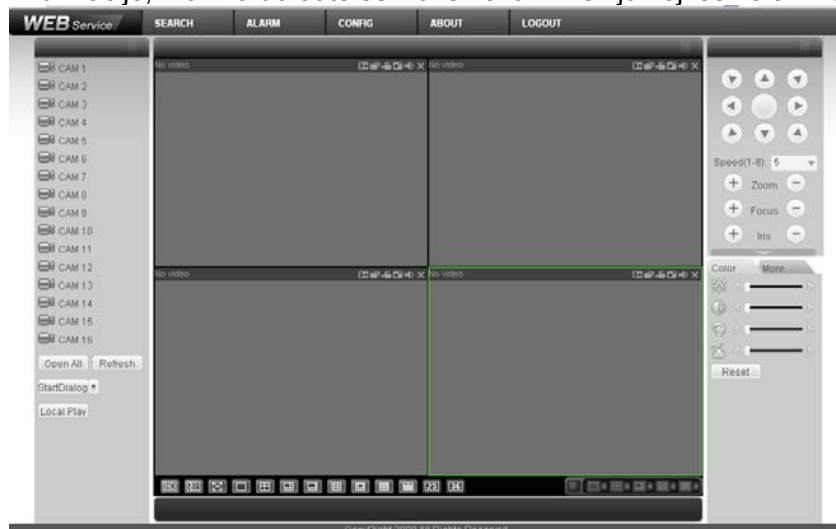 WEB Service SEARCH ALARM CONFIG ABOUT LOGOUT
CAM 1
CAM 2
CAM 3
CAM 4
CAM 5
CAM 6
CAM 7
CAM 8
CAM 9
CAM 10
CAM 11
CAM 12
CAM 13
CAM 14
CAM 15
CAM 16
Open All Refresh
StartDialog
Local Play
No video
No video
No video
No video
Speed(1-8): 5
Zoom
Focus
Iris
Color More
Reset